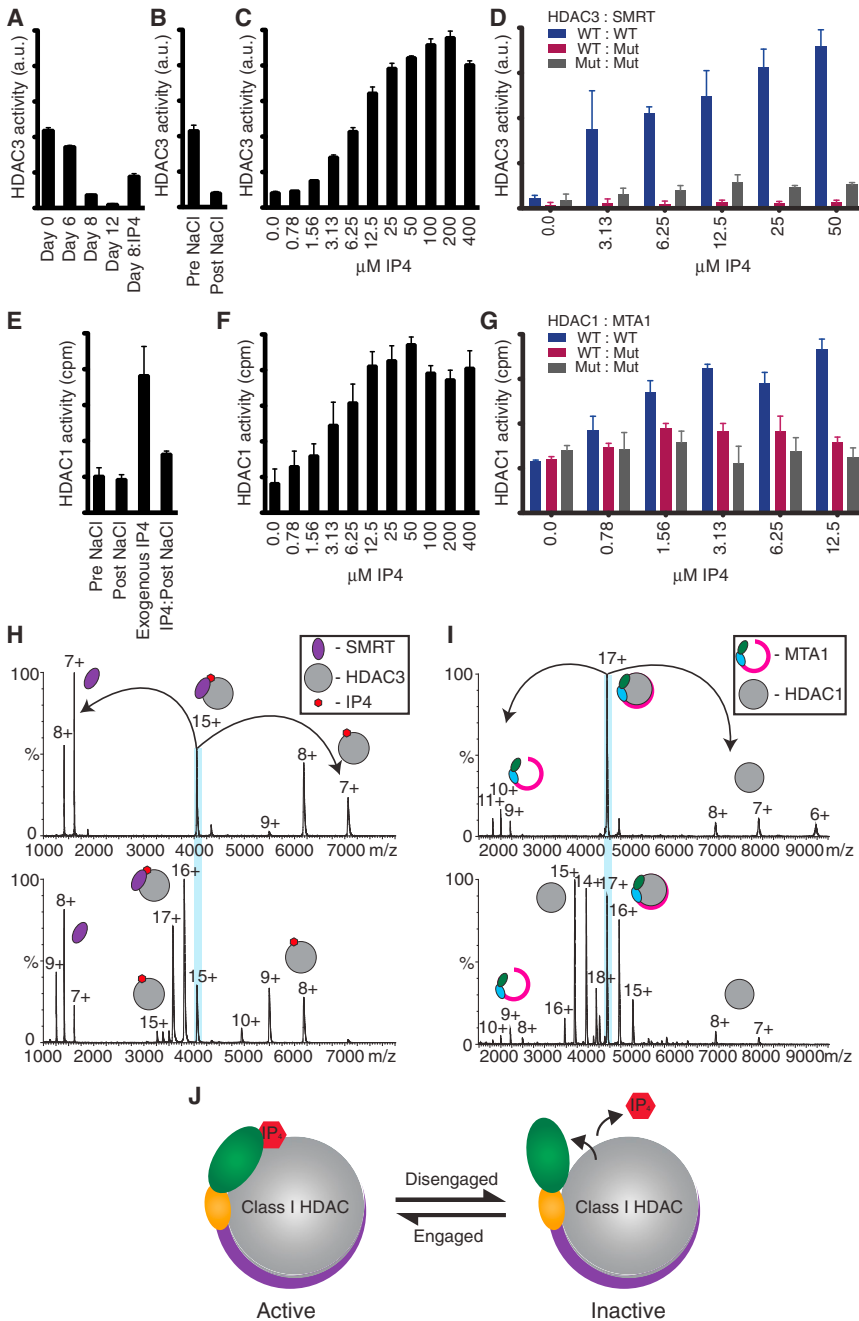 A
HDAC3 activity (a.u.)
Day 0
Day 6
Day 8
Day 12
Day 8:IP4
B
HDAC3 activity (a.u.)
Pre NaCl
Post NaCl
C
HDAC3 activity (a.u.)
0.0
0.78
1.56
3.13
6.25
12.5
25
50
100
200
400
μM IP4
D
HDAC3 activity (a.u.)
HDAC3 : SMRT
WT : WT
WT : Mut
Mut : Mut
0.0
3.13
6.25
12.5
25
50
μM IP4
E
HDAC1 activity (cpm)
Pre NaCl
Post NaCl
Exogenous IP4
IP4:Post NaCl
F
HDAC1 activity (cpm)
0.0
0.78
1.56
3.13
6.25
12.5
25
50
100
200
400
μM IP4
G
HDAC1 activity (cpm)
HDAC1 : MTA1
WT : WT
WT : Mut
Mut : Mut
0.0
0.78
1.56
3.13
6.25
12.5
μM IP4
H
- SMRT
- HDAC3
- IP4
100
%
0
7+
8+
15+
9+
8+
7+
1000 2000 3000 4000 5000 6000 7000 m/z
100
%
0
9+
8+
7+
15+
17+
16+
15+
10+
9+
8+
1000 2000 3000 4000 5000 6000 7000 m/z
I
- MTA1
- HDAC1
100
%
0
17+
11+
10+
9+
8+
7+
6+
2000 3000 4000 5000 6000 7000 8000 9000 m/z
100
%
0
10+
9+
8+
16+
15+
14+
18+
17+
16+
15+
8+
7+
2000 3000 4000 5000 6000 7000 8000 9000 m/z
J
IP₄
Class I HDAC
Active
Disengaged
Engaged
IP₄
Class I HDAC
Inactive